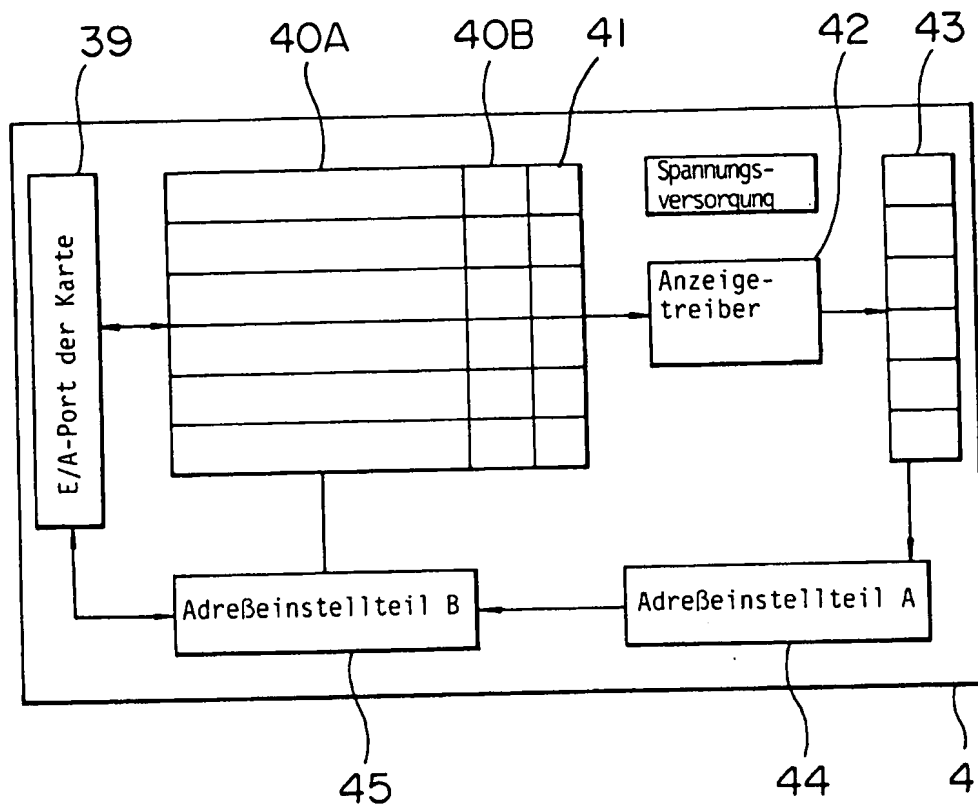 39
40A
40B
41
42
43
E/A-Port der Karte
Spannungs-
versorgung
Anzeige-
treiber
Adreßeinstellteil B
Adreßeinstellteil A
45
44
4